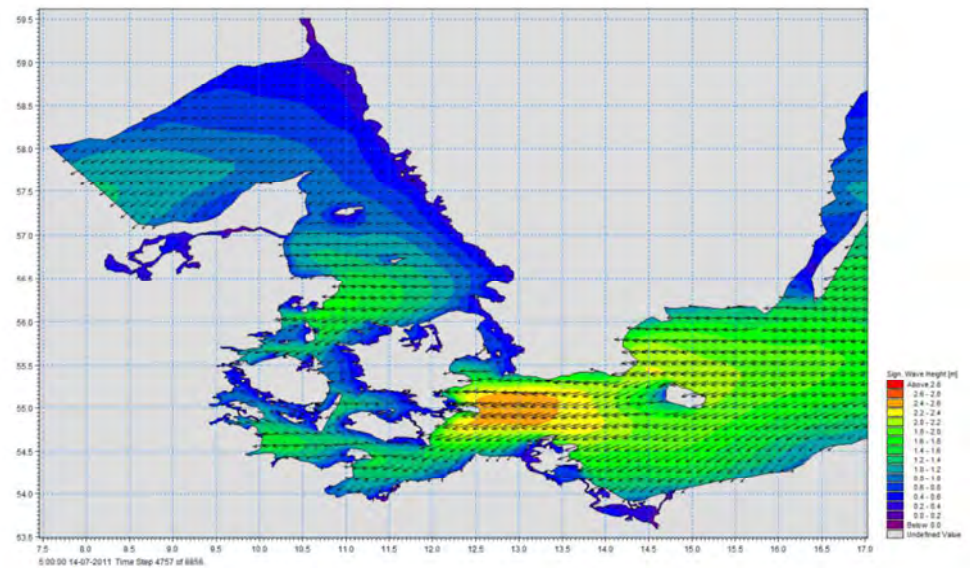 59.5
59.0
58.5
58.0
57.5
57.0
56.5
56.0
55.5
55.0
54.5
54.0
53.5
7.5 8.0 8.5 9.0 9.5 10.0 10.5 11.0 11.5 12.0 12.5 13.0 13.5 14.0 14.5 15.0 15.5 16.0 16.5 17.0
5:00:00 14-07-2011 Time Step 4757 of 6656.
Sign. Wave Height [m]
Above 2.8
2.6 - 2.8
2.4 - 2.6
2.2 - 2.4
2.0 - 2.2
1.8 - 2.0
1.6 - 1.8
1.4 - 1.6
1.2 - 1.4
1.0 - 1.2
0.8 - 1.0
0.6 - 0.8
0.4 - 0.6
0.2 - 0.4
0.0 - 0.2
Below 0.0
Undefined Value